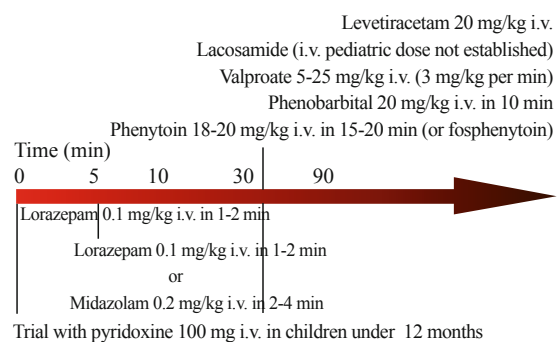 Levetiracetam 20 mg/kg i.v.
Lacosamide (i.v. pediatric dose not established)
Valproate 5-25 mg/kg i.v. (3 mg/kg per min)
Phenobarbital 20 mg/kg i.v. in 10 min
Phenytoin 18-20 mg/kg i.v. in 15-20 min (or fosphenytoin)
Time (min)
0 5 10 30 90
Lorazepam 0.1 mg/kg i.v. in 1-2 min
Lorazepam 0.1 mg/kg i.v. in 1-2 min
or
Midazolam 0.2 mg/kg i.v. in 2-4 min
Trial with pyridoxine 100 mg i.v. in children under 12 months